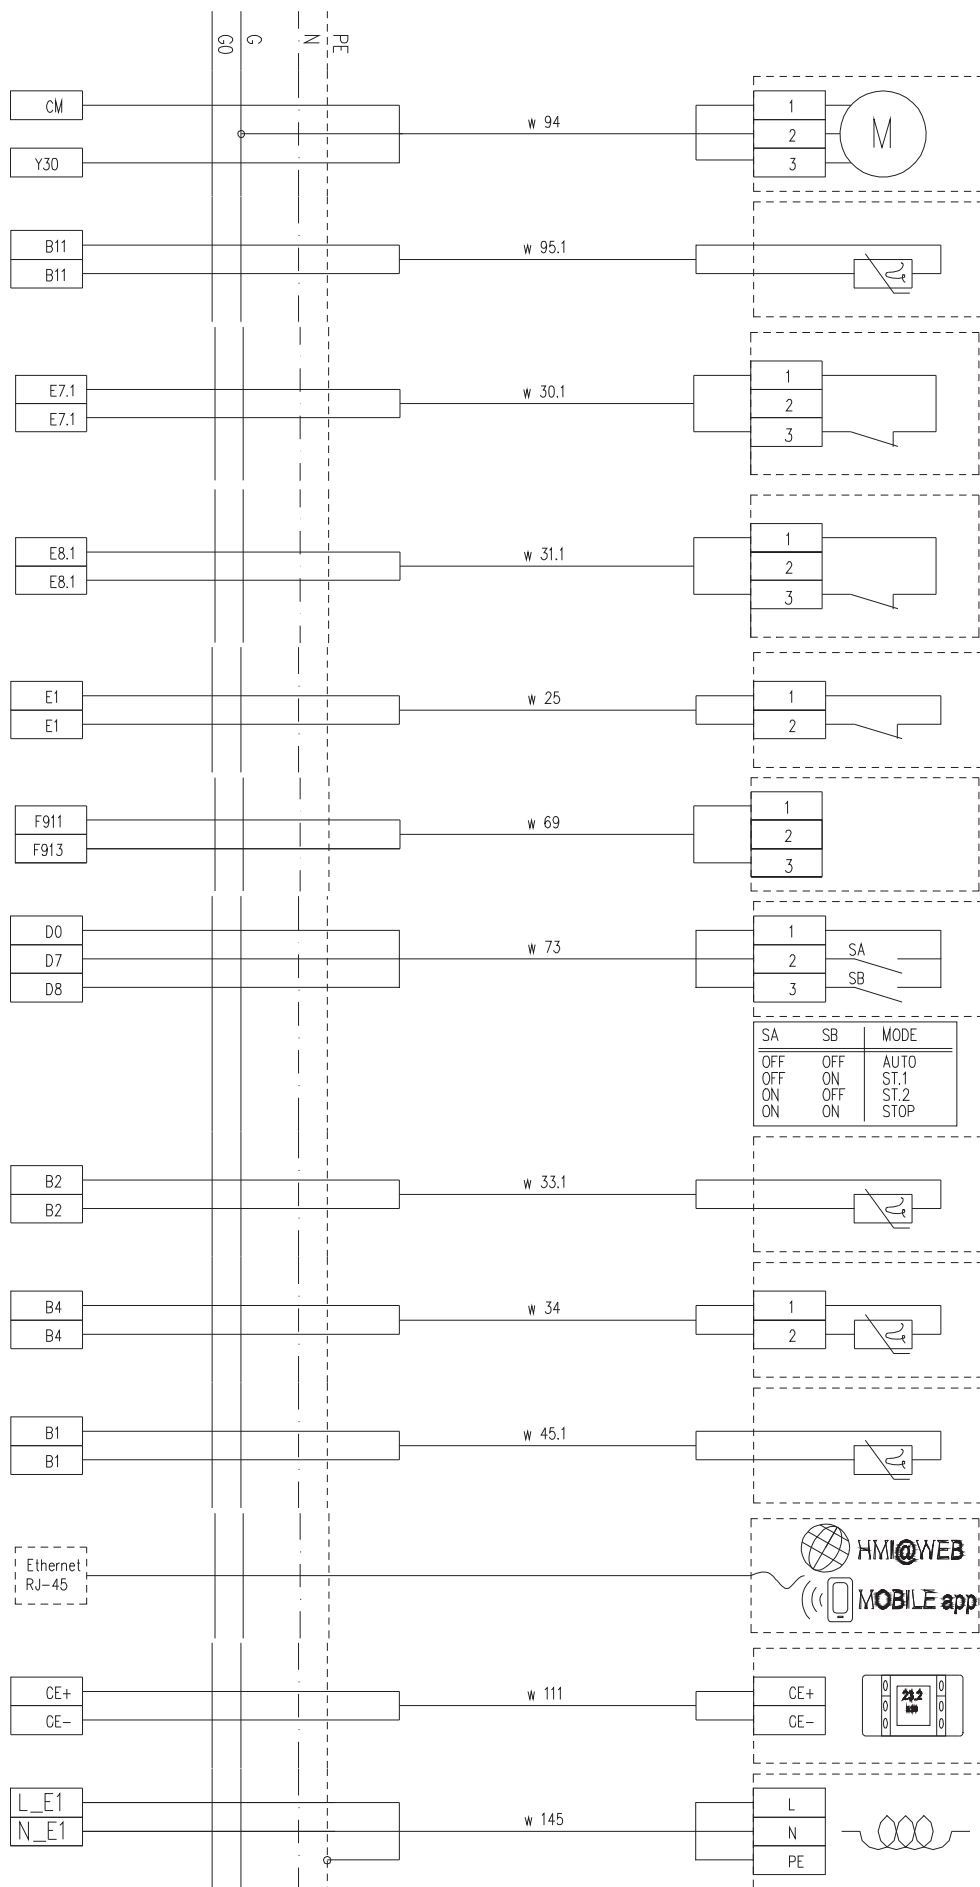 G0 G N PE
CM
W 94
1
2
3
M
Y30
B11
B11
W 95.1
E7.1
E7.1
W 30.1
1
2
3
E8.1
E8.1
W 31.1
1
2
3
E1
E1
W 25
1
2
F911
F913
W 69
1
2
3
D0
D7
D8
W 73
1
2
3
SA
SB
SA SB MODE
OFF OFF AUTO
OFF ON ST.1
ON OFF ST.2
ON ON STOP
B2
B2
W 33.1
B4
B4
W 34
1
2
B1
B1
W 45.1
Ethernet
RJ-45
HMI@WEB
MOBILE app
CE+
CE-
W 111
CE+
CE-
23.2
L_E1
N_E1
W 145
L
N
PE